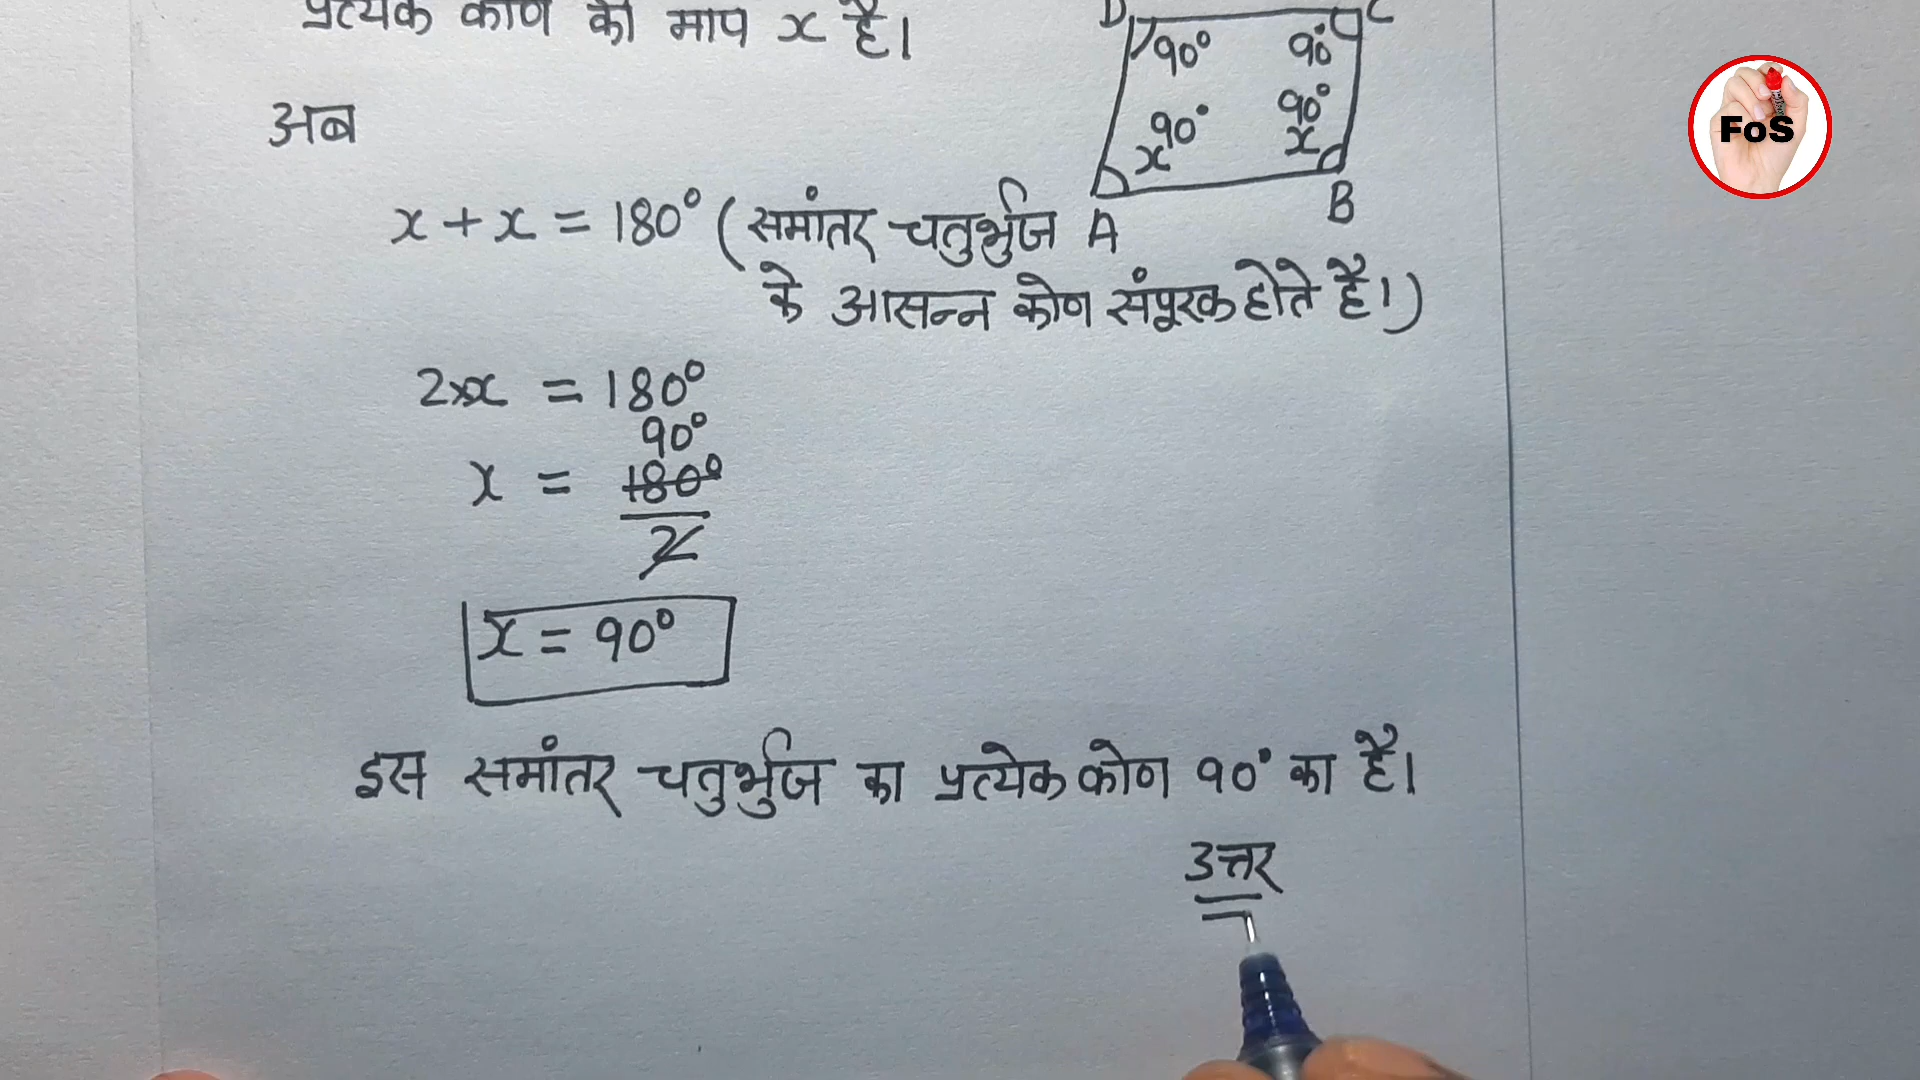 प्रत्येक कोण की माप x है।
D C
90° 90°
अब
90° 90°
x x
A B
x + x = 180° (समांतर चतुर्भुज
के आसन्न कोण संपूरक होते है।)
2×x = 180°
90°
x = 180°
2
x = 90°
इस समांतर चतुर्भुज का प्रत्येक कोण 90° का है।
उत्तर
FoS